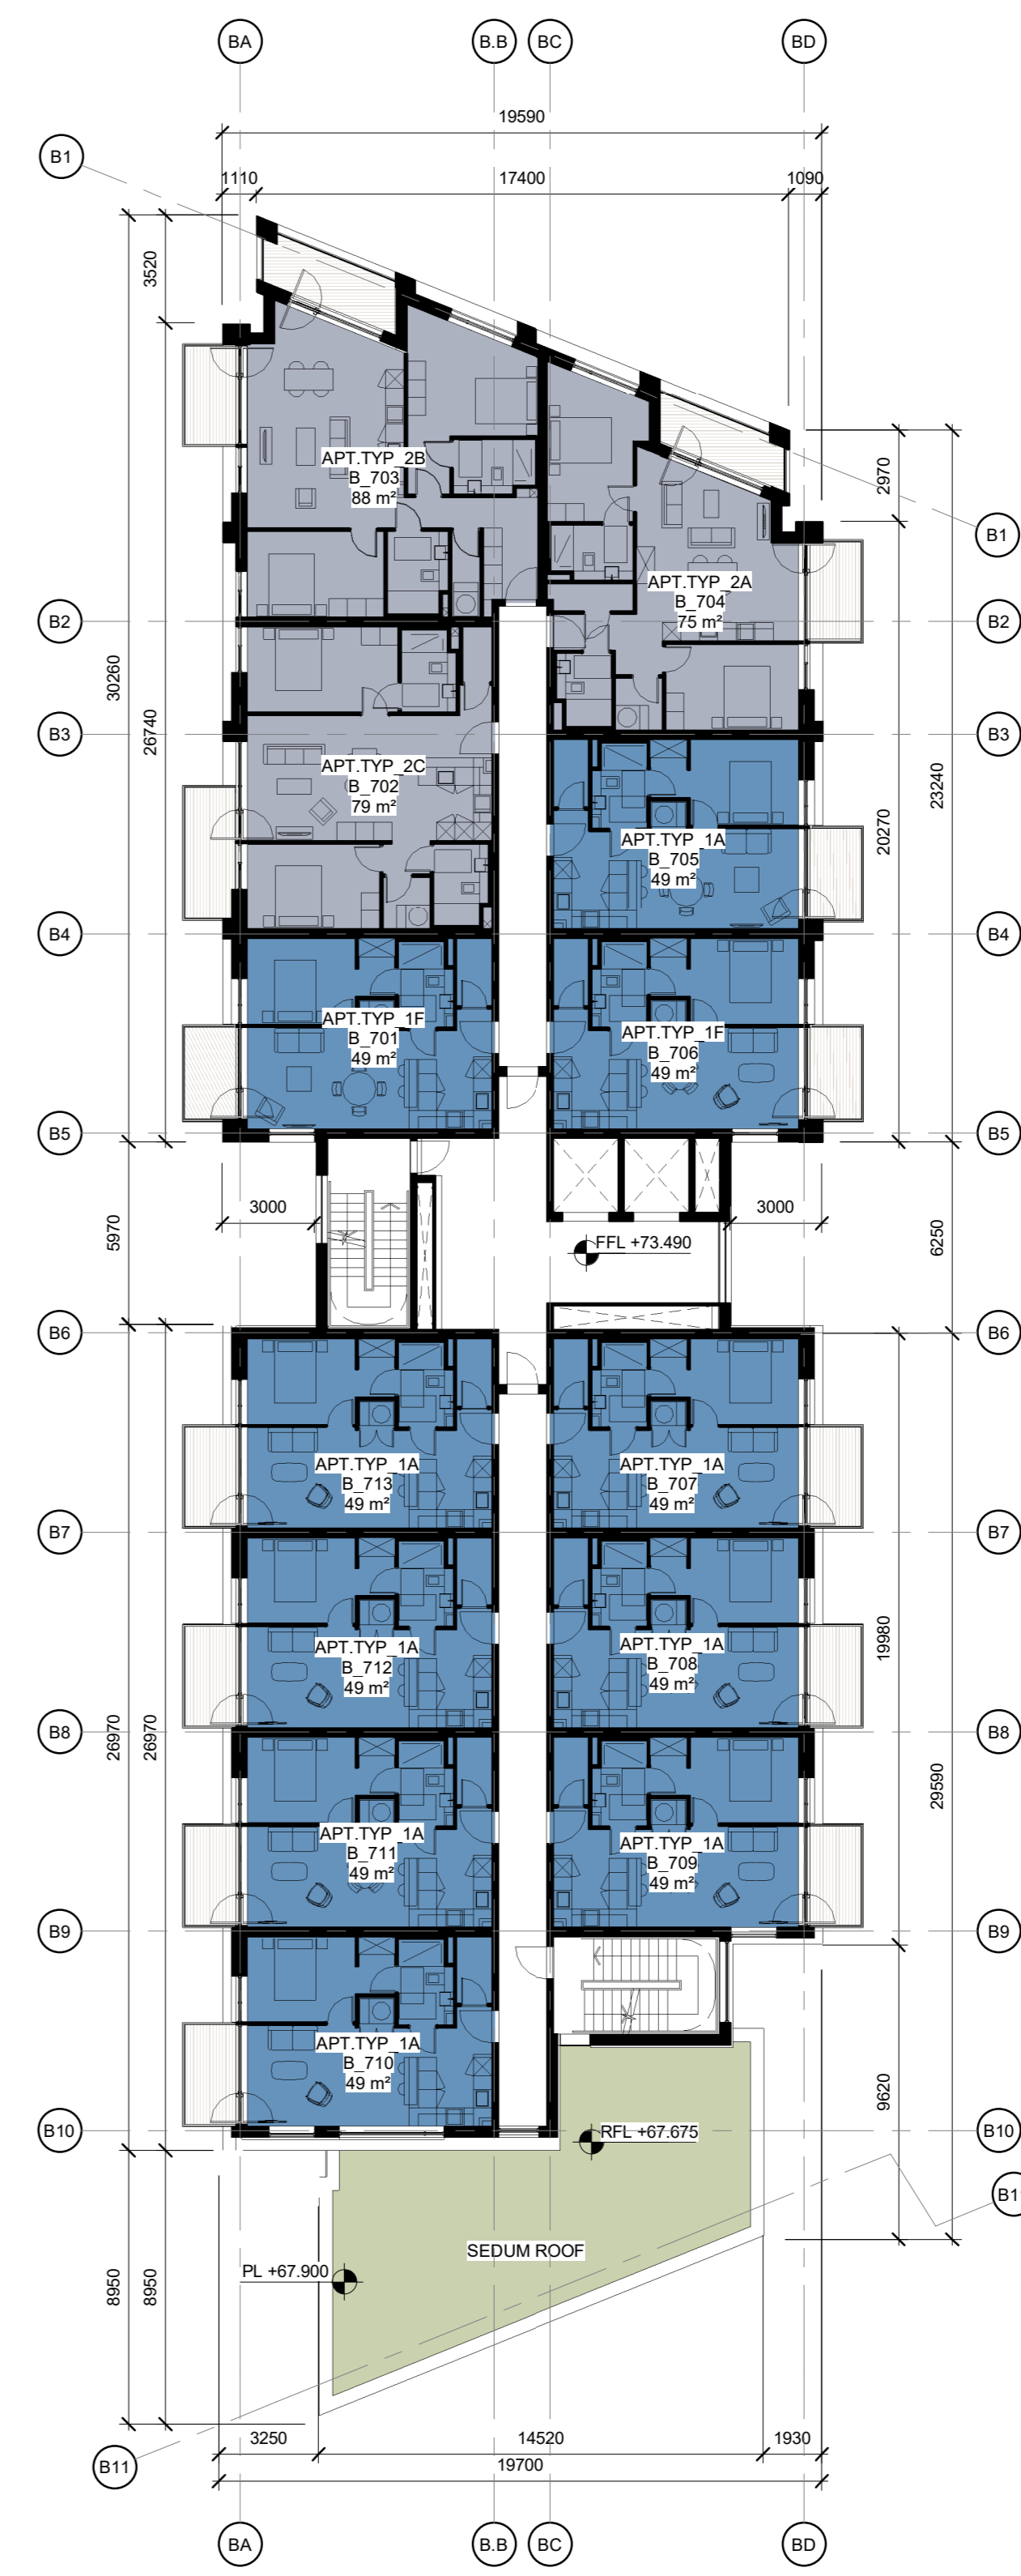 BA
B.B
BC
BD
19590
B1
1110
17400
1090
3520
2970
APT.TYP_2B
B_703
88 m²
B1
APT.TYP_2A
B_704
75 m²
B2
B2
30260
26740
B3
B3
APT.TYP_2C
B_702
79 m²
23240
20270
APT.TYP_1A
B_705
49 m²
B4
B4
APT.TYP_1F
B_701
49 m²
APT.TYP_1F
B_706
49 m²
B5
B5
3000
3000
5970
6250
FFL +73.490
B6
B6
APT.TYP_1A
B_713
49 m²
APT.TYP_1A
B_707
49 m²
B7
B7
APT.TYP_1A
B_712
49 m²
APT.TYP_1A
B_708
49 m²
19980
B8
B8
26970
26970
29590
APT.TYP_1A
B_711
49 m²
APT.TYP_1A
B_709
49 m²
B9
B9
APT.TYP_1A
B_710
49 m²
9620
B10
RFL +67.675
B10
SEDUM ROOF
PL +67.900
8950
8950
3250
14520
1930
19700
B11
BA
B.B
BC
BD